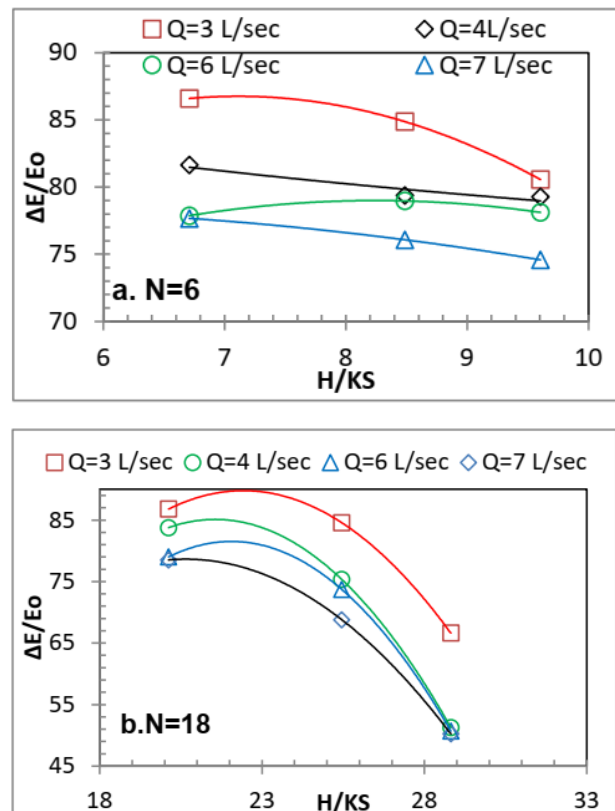 Q=3 L/sec Q=4L/sec
90
Q=6 L/sec Q=7 L/sec
85
80
75
70
ΔE/Eo
a. N=6
6 7 8 9 10
H/KS
Q=3 L/sec Q=4 L/sec Q=6 L/sec Q=7 L/sec
85
75
65
55
45
ΔE/Eo
b.N=18
18 23 28 33
H/KS